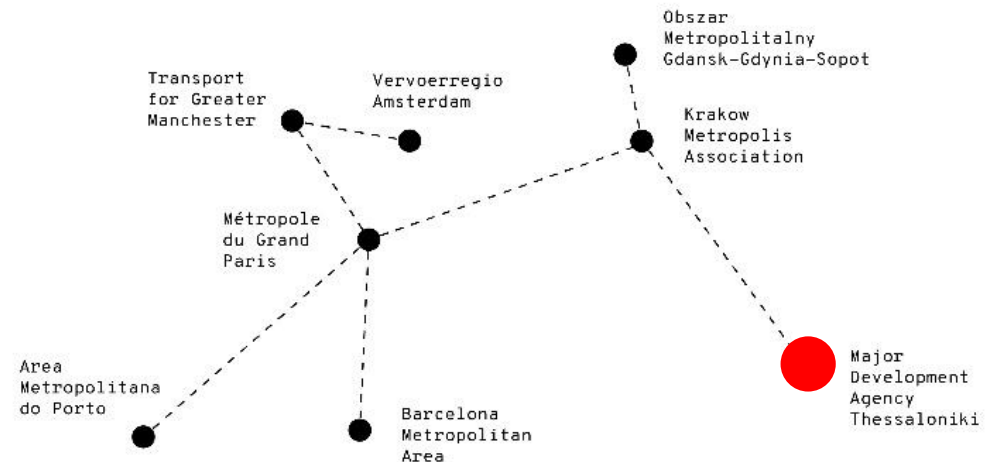 Obszar
Metropolitalny
Gdansk-Gdynia-Sopot
Transport
for Greater
Manchester
Vervoerregio
Amsterdam
Krakow
Metropolis
Association
Métropole
du Grand
Paris
Area
Metropolitana
do Porto
Major
Development
Agency
Thessaloniki
Barcelona
Metropolitan
Area